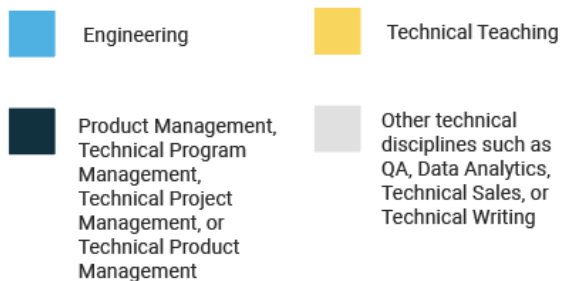 Engineering
Technical Teaching
Product Management,
Technical Program
Management,
Technical Project
Management, or
Technical Product
Management
Other technical
disciplines such as
QA, Data Analytics,
Technical Sales, or
Technical Writing